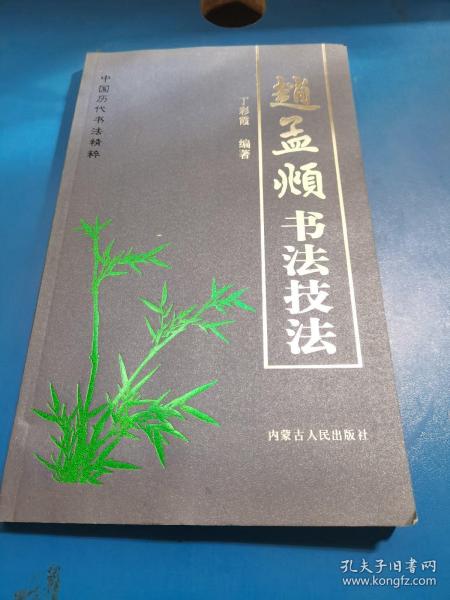 中国历代书法精粹
趙孟頫书法技法
丁彩霞 编著
内蒙古人民出版社
孔夫子旧书网
www.kongfz.com